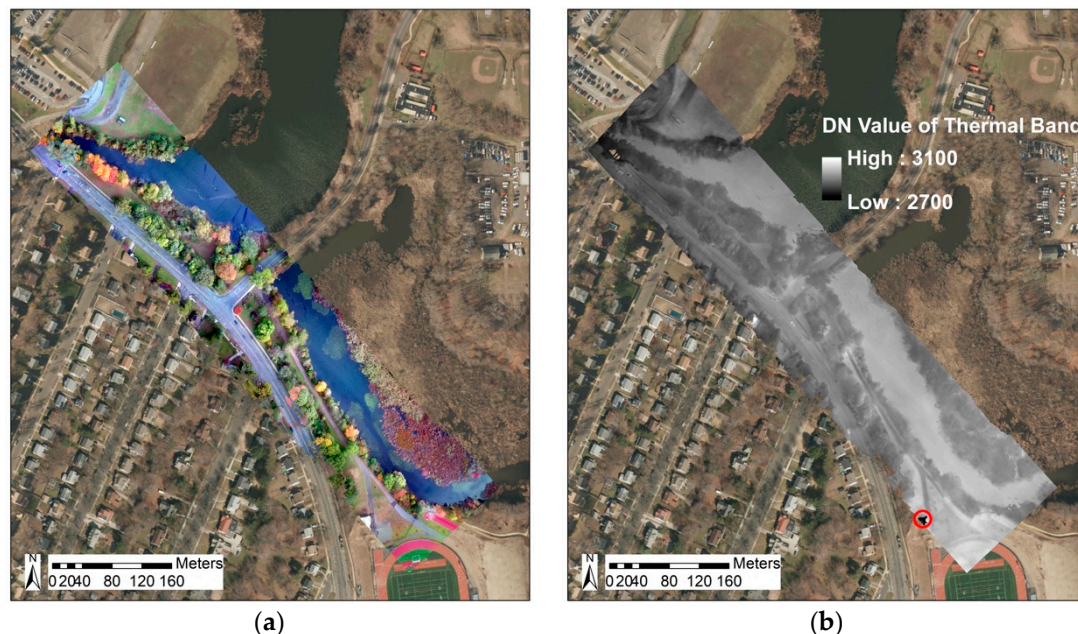 N
Meters
0 20 40 80 120 160
(a)
DN Value of Thermal Band
High : 3100
Low : 2700
N
Meters
0 20 40 80 120 160
(b)